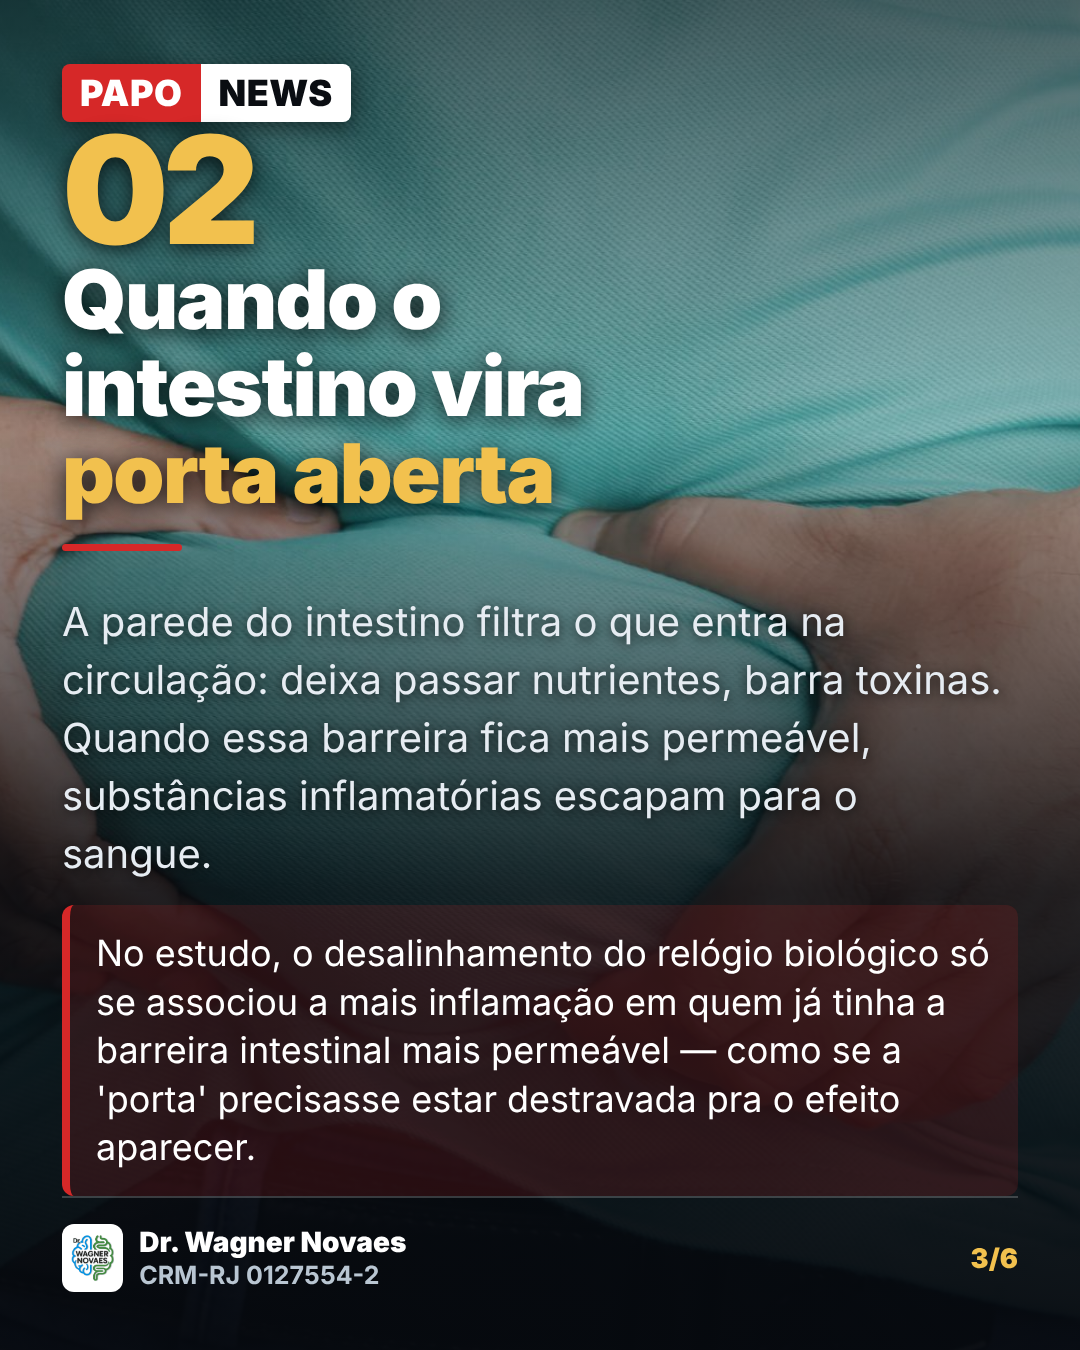 PAPO NEWS
02
Quando o
intestino vira
porta aberta
A parede do intestino filtra o que entra na
circulação: deixa passar nutrientes, barra toxinas.
Quando essa barreira fica mais permeável,
substâncias inflamatórias escapam para o
sangue.
No estudo, o desalinhamento do relógio biológico só
se associou a mais inflamação em quem já tinha a
barreira intestinal mais permeável — como se a
'porta' precisasse estar destravada pra o efeito
aparecer.
Dr.
WAGNER
NOVAES
Dr. Wagner Novaes
CRM-RJ 0127554-2
3/6